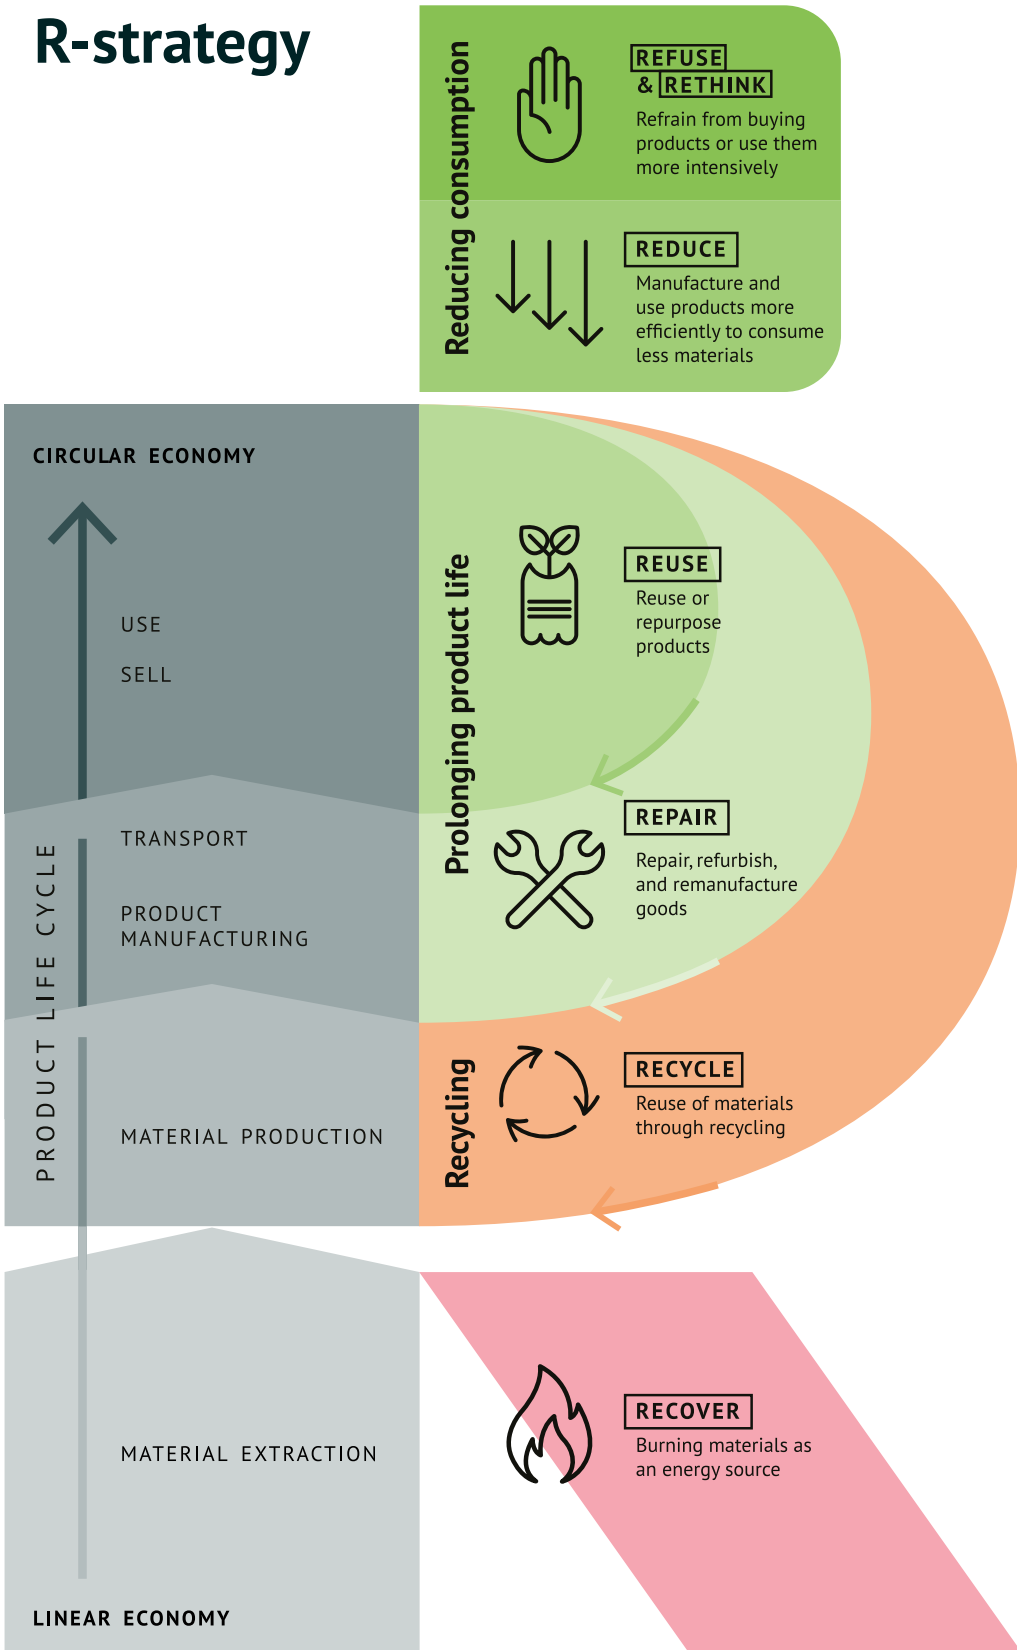 R-strategy
Reducing consumption
REFUSE
& RETHINK
Refrain from buying
products or use them
more intensively
REDUCE
Manufacture and
use products more
efficiently to consume
less materials
CIRCULAR ECONOMY
USE
SELL
TRANSPORT
PRODUCT
MANUFACTURING
MATERIAL PRODUCTION
MATERIAL EXTRACTION
LINEAR ECONOMY
PRODUCT LIFE CYCLE
Prolonging product life
REUSE
Reuse or
repurpose
products
REPAIR
Repair, refurbish,
and remanufacture
goods
Recycling
RECYCLE
Reuse of materials
through recycling
RECOVER
Burning materials as
an energy source